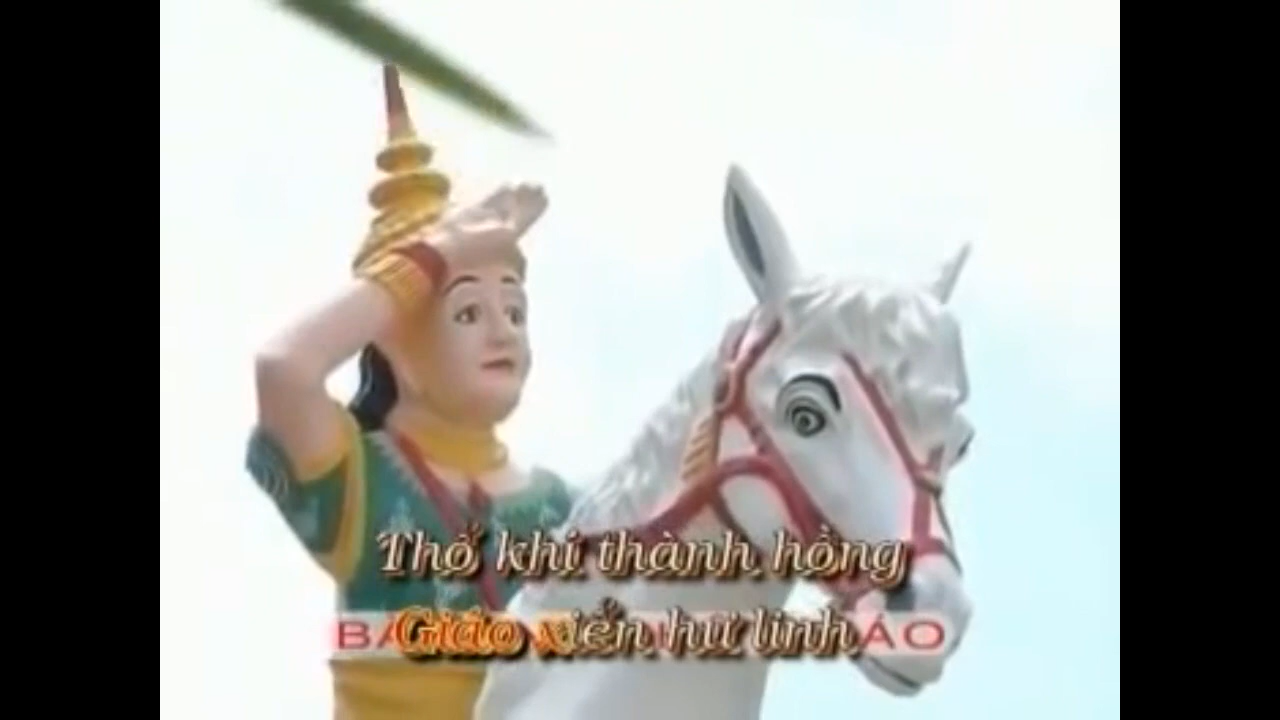 Thổ khí thành hồng
Giáo xiển hư linh